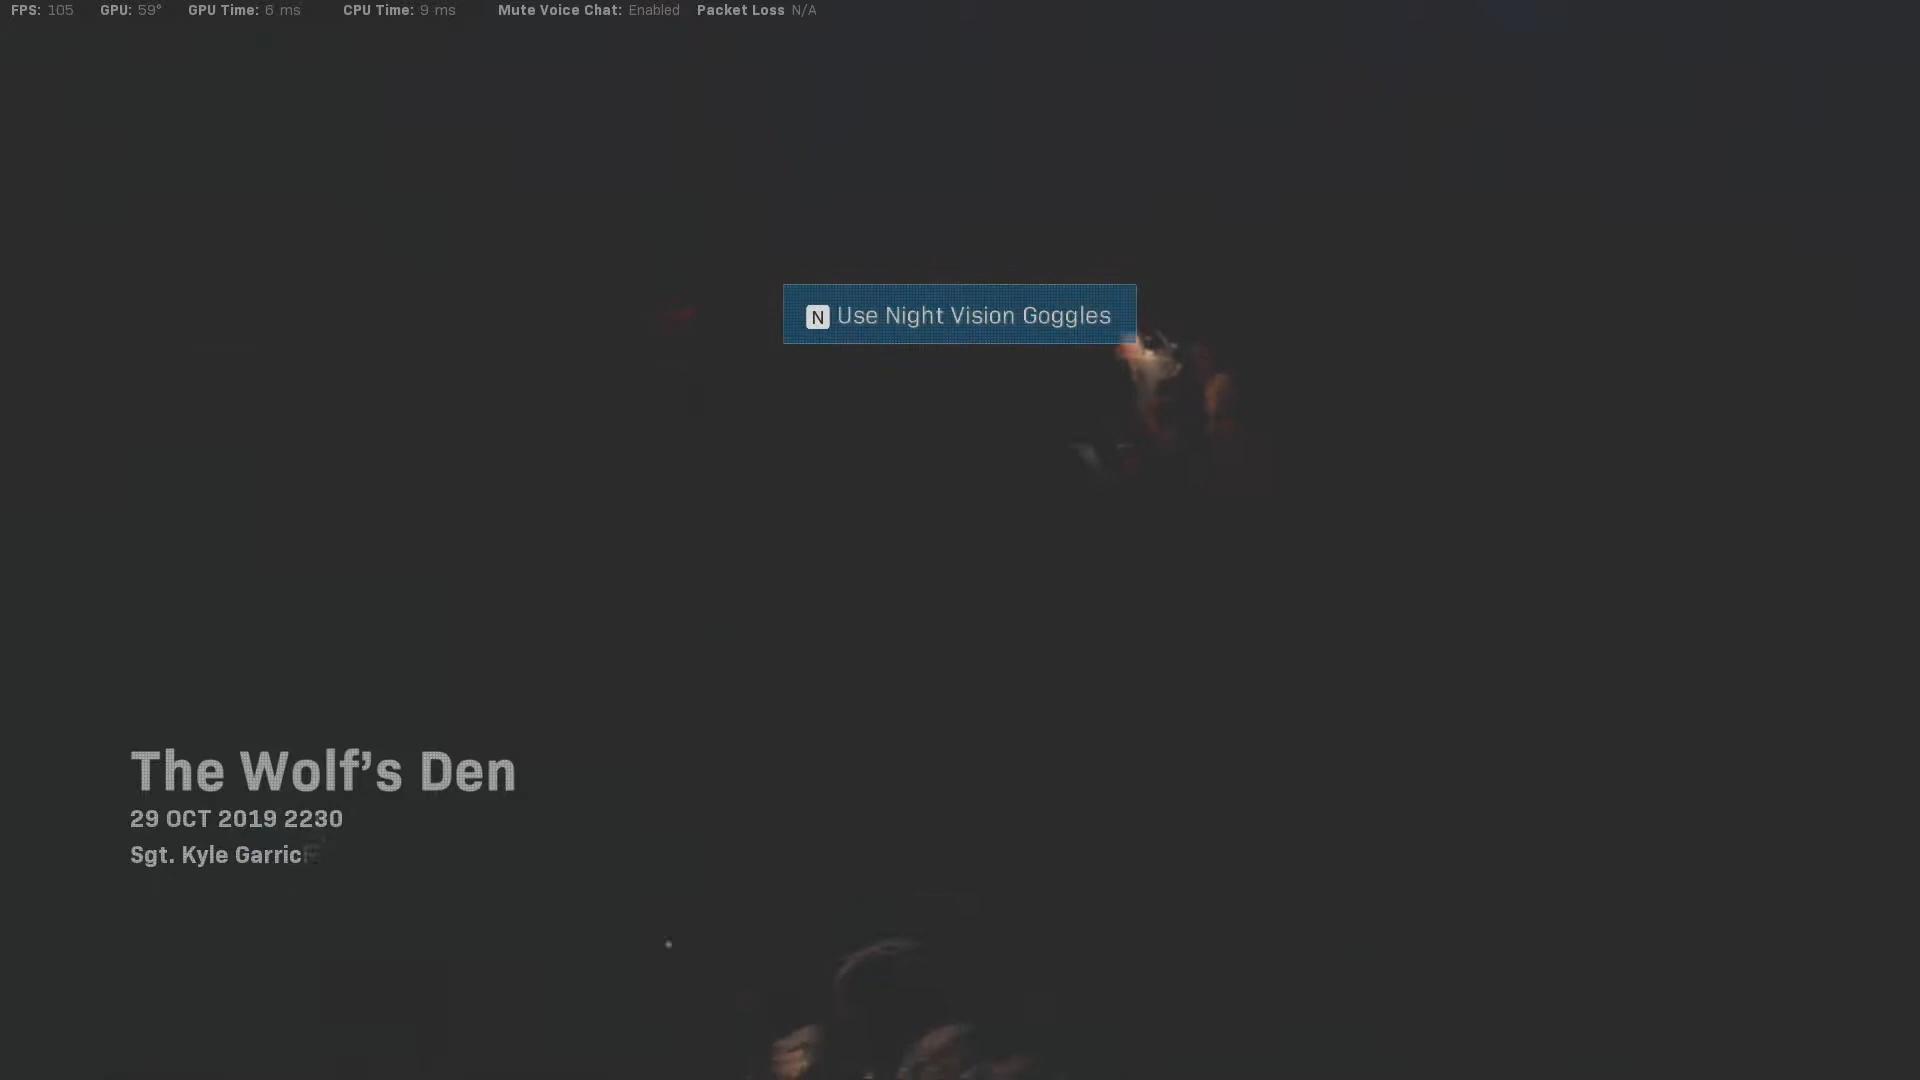 FPS: 105 GPU: 59° GPU Time: 6 ms CPU Time: 9 ms Mute Voice Chat: Enabled Packet Loss N/A
N Use Night Vision Goggles
The Wolf's Den
29 OCT 2019 2230
Sgt. Kyle Garric